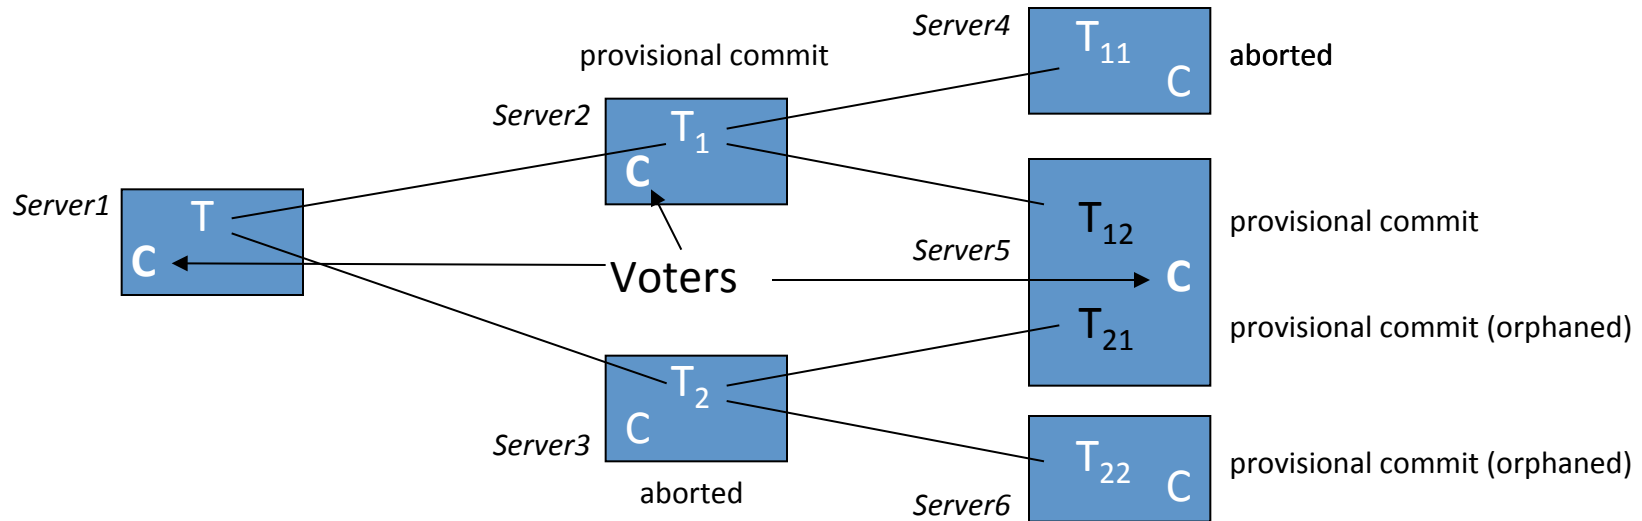 Server4
T11
C
aborted
provisional commit
Server2
T1
C
Server1
T
C
Voters
Server5
T12
C
T21
provisional commit
provisional commit (orphaned)
Server3
T2
C
aborted
Server6
T22
C
provisional commit (orphaned)